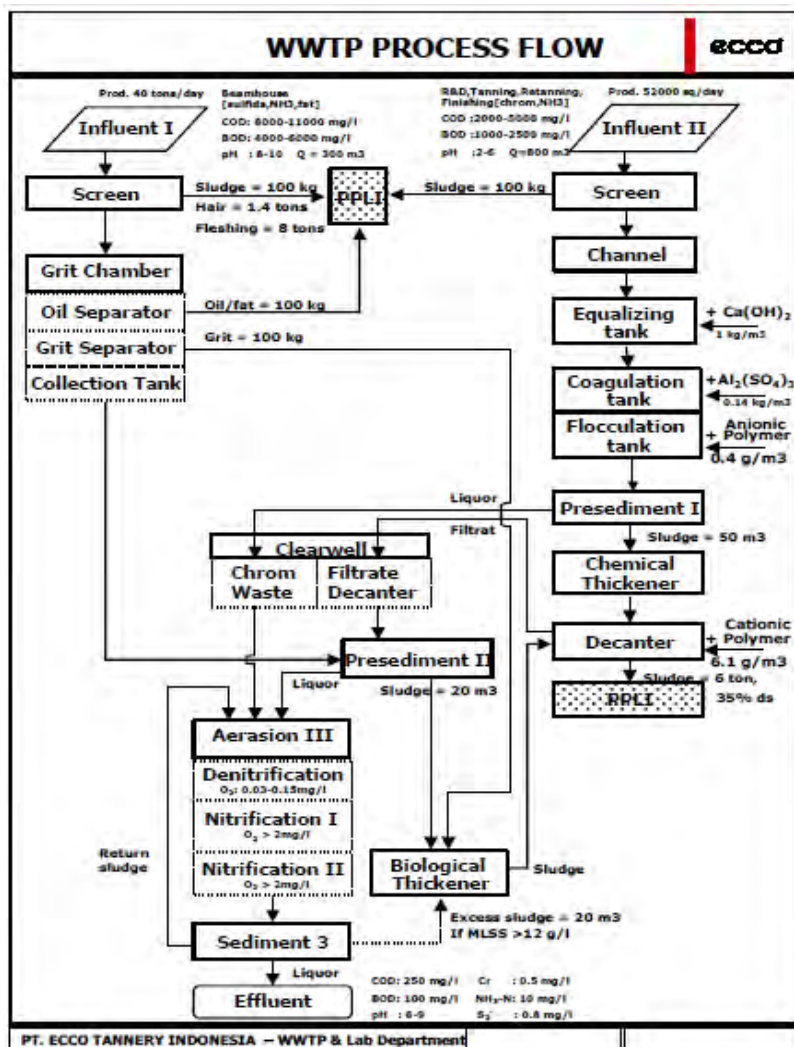 WWTP PROCESS FLOW
ecco
Prod. 40 tons/day
Influent I
Beamhouse
[sulfida,NH3,fat]
COD: 8000-11000 mg/l
BOD: 4000-6000 mg/l
pH : 8-10 Q = 300 m3
R&D,Tanning,Retanning,
Finishing[chrom,NH3]
COD :2000-5000 mg/l
BOD :1000-2500 mg/l
pH : 2-6 Q=800 m3
Prod. 52000 sq/day
Influent II
Screen
Sludge = 100 kg
Hair = 1.4 tons
Fleshing = 8 tons
PPLI
Sludge = 100 kg
Screen
Grit Chamber
Oil Separator
Grit Separator
Collection Tank
Oil/fat = 100 kg
Grit = 100 kg
Channel
Equalizing
tank
+ Ca(OH)2
1 kg/m3
Coagulation
tank
+Al2(SO4)3
0.14 kg/m3
Flocculation
tank
Anionic
+ Polymer
0.4 g/m3
Liquor
Filtrat
Presediment I
Sludge = 50 m3
Clearwell
Chrom
Waste
Filtrate
Decanter
Chemical
Thickener
Decanter
Cationic
+ Polymer
6.1 g/m3
Presediment II
Liquor
Sludge = 20 m3
Sludge = 6 ton,
35% ds
PPLI
Aerasion III
Denitrification
O2: 0.03-0.15mg/l
Nitrification I
O2 > 2mg/l
Nitrification II
O2 > 2mg/l
Return
sludge
Biological
Thickener
Sludge
Excess sludge = 20 m3
If MLSS >12 g/l
Sediment 3
Liquor
Effluent
COD: 250 mg/l Cr : 0.5 mg/l
BOD: 100 mg/l NH3-N: 10 mg/l
pH : 6-9 S2- : 0.8 mg/l
PT. ECCO TANNERY INDONESIA – WWTP & Lab Department